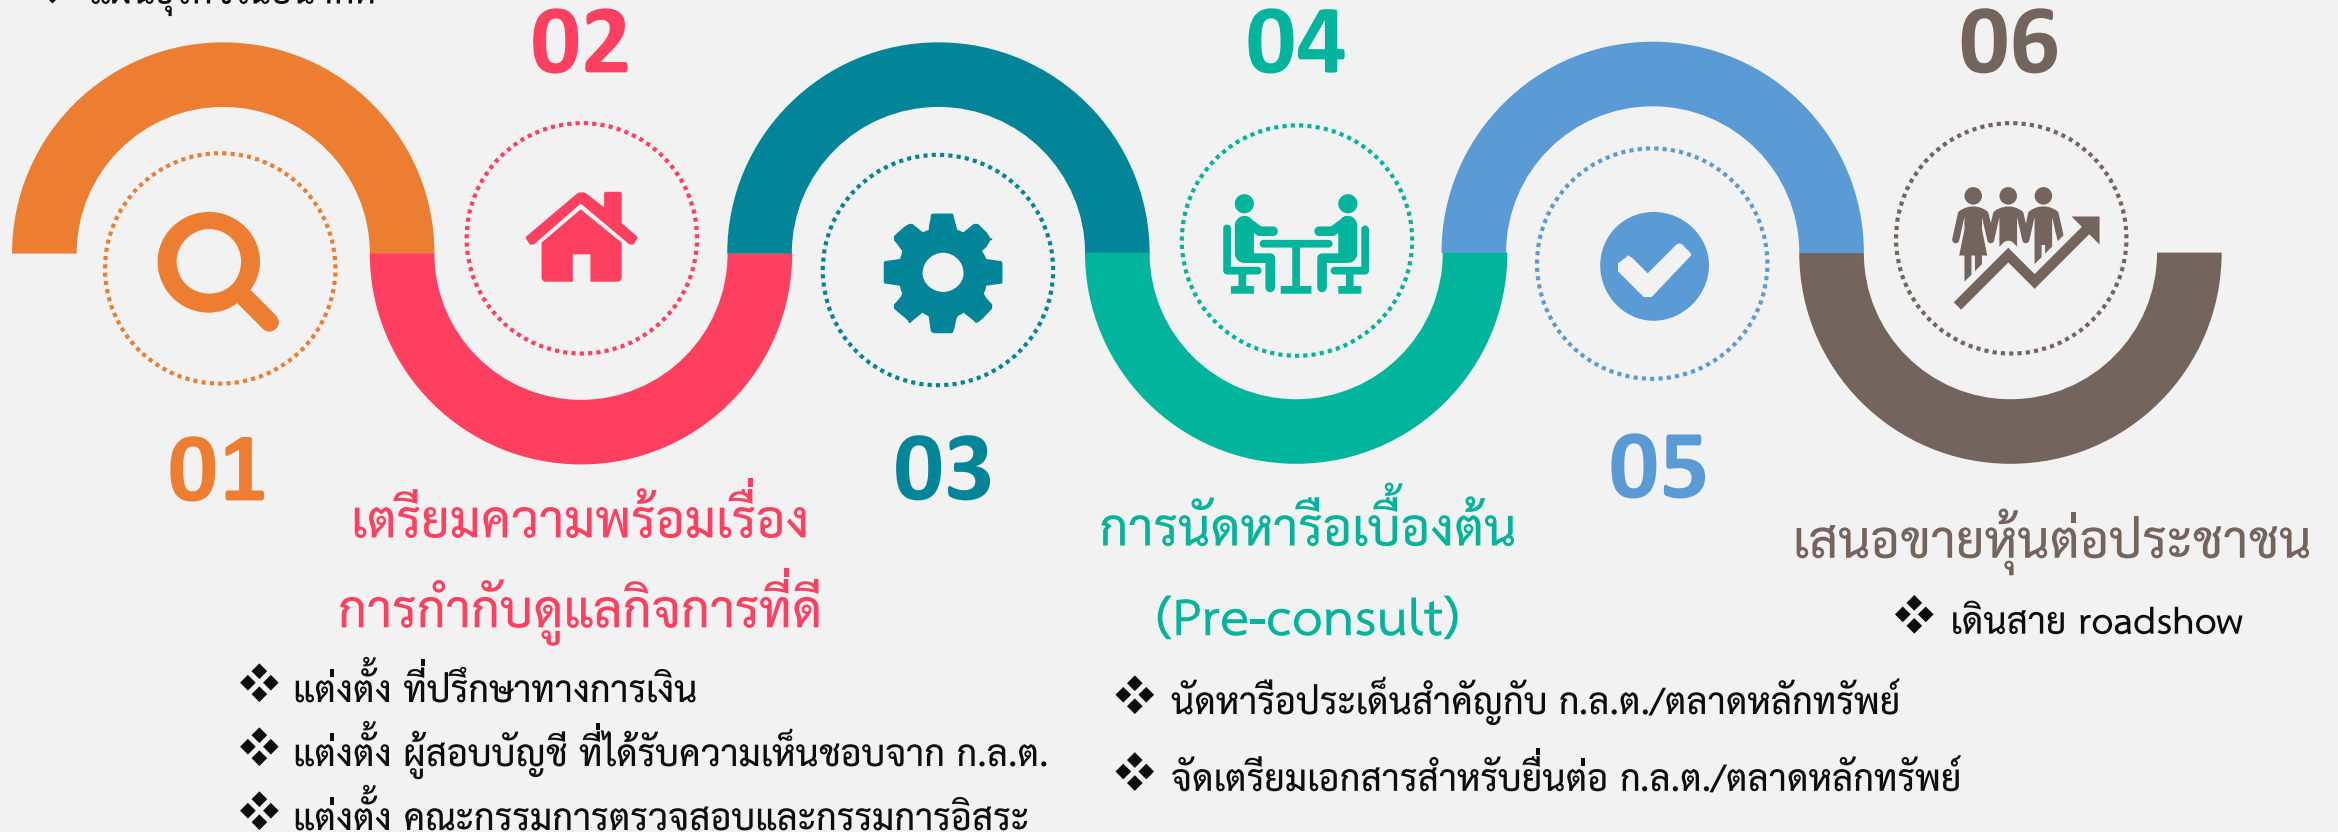 02
04
06
01
03
05
เตรียมความพร้อมเรื่อง
การกำกับดูแลกิจการที่ดี
❖ แต่งตั้ง ที่ปรึกษาทางการเงิน
❖ แต่งตั้ง ผู้สอบบัญชี ที่ได้รับความเห็นชอบจาก ก.ล.ต.
❖ แต่งตั้ง คณะกรรมการตรวจสอบและกรรมการอิสระ
การนัดหารือเบื้องต้น
(Pre-consult)
❖ นัดหารือประเด็นสำคัญกับ ก.ล.ต./ตลาดหลักทรัพย์
❖ จัดเตรียมเอกสารสำหรับยื่นต่อ ก.ล.ต./ตลาดหลักทรัพย์
เสนอขายหุ้นต่อประชาชน
❖ เดินสาย roadshow